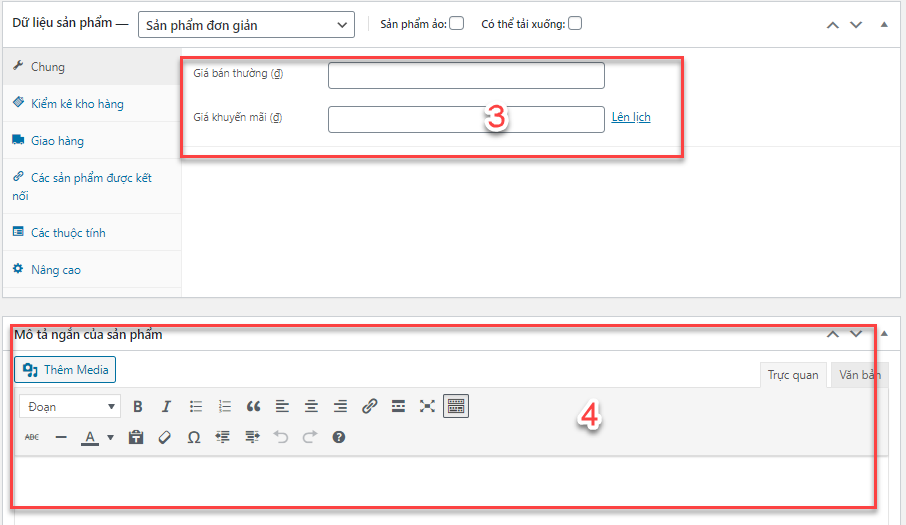 Dữ liệu sản phẩm — Sản phẩm đơn giản Sản phẩm ảo: Có thể tải xuống:
Chung
Kiểm kê kho hàng
Giao hàng
Các sản phẩm được kết
nối
Các thuộc tính
Nâng cao
Giá bán thường (₫)
Giá khuyến mãi (₫) 3 Lên lịch
Mô tả ngắn của sản phẩm
Thêm Media
Trực quan Văn bản
Đoạn B I
4
ABC A T Ω ?